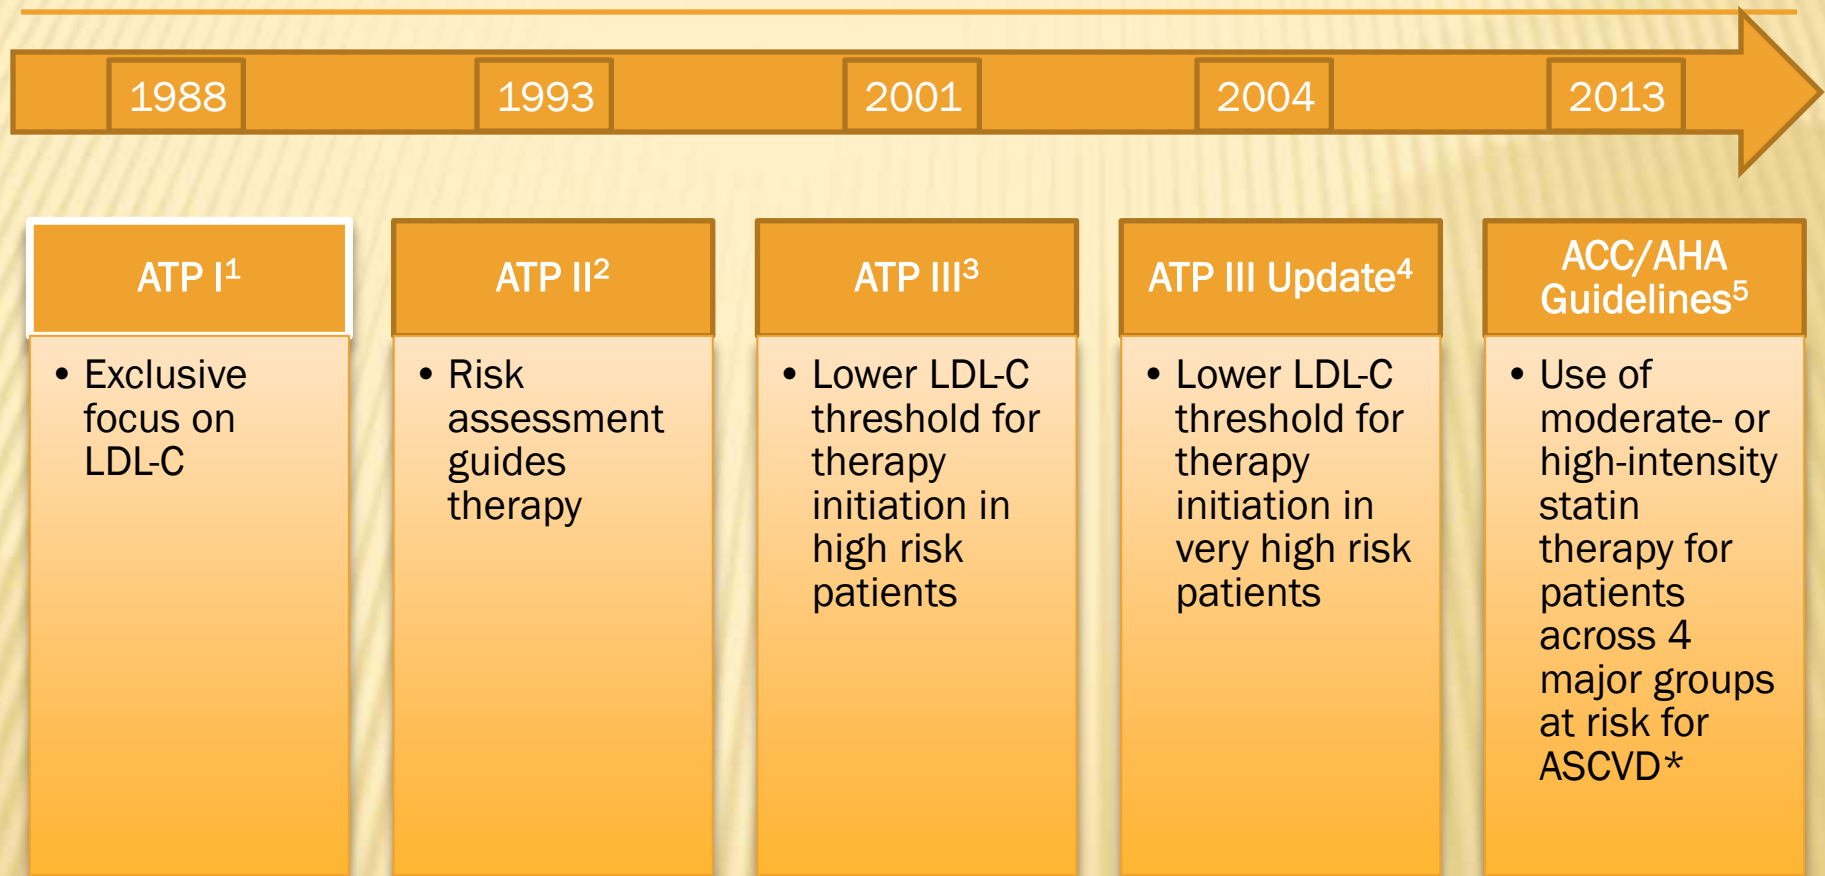 1988
1993
2001
2004
2013
ATP I¹
ATP II²
ATP III³
ATP III Update⁴
ACC/AHA
Guidelines⁵
• Exclusive
focus on
LDL-C
• Risk
assessment
guides
therapy
• Lower LDL-C
threshold for
therapy
initiation in
high risk
patients
• Lower LDL-C
threshold for
therapy
initiation in
very high risk
patients
• Use of
moderate- or
high-intensity
statin
therapy for
patients
across 4
major groups
at risk for
ASCVD*